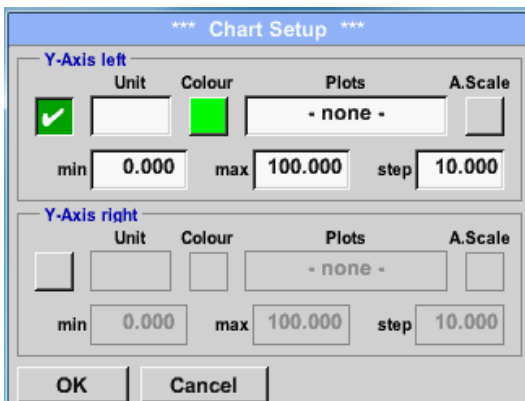 *** Chart Setup ***
Y-Axis left
Unit Colour Plots A.Scale
- none -
min 0.000 max 100.000 step 10.000
Y-Axis right
Unit Colour Plots A.Scale
- none -
min 0.000 max 100.000 step 10.000
OK Cancel